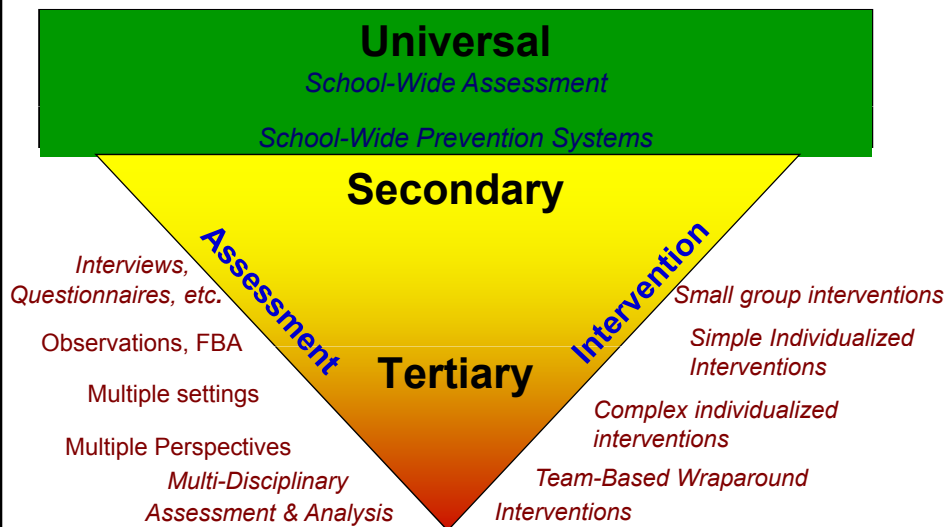 Universal
School-Wide Assessment
School-Wide Prevention Systems
Secondary
Assessment
Intervention
Tertiary
Interviews,
Questionnaires, etc.
Observations, FBA
Multiple settings
Multiple Perspectives
Multi-Disciplinary
Assessment & Analysis
Small group interventions
Simple Individualized
Interventions
Complex individualized
interventions
Team-Based Wraparound
Interventions